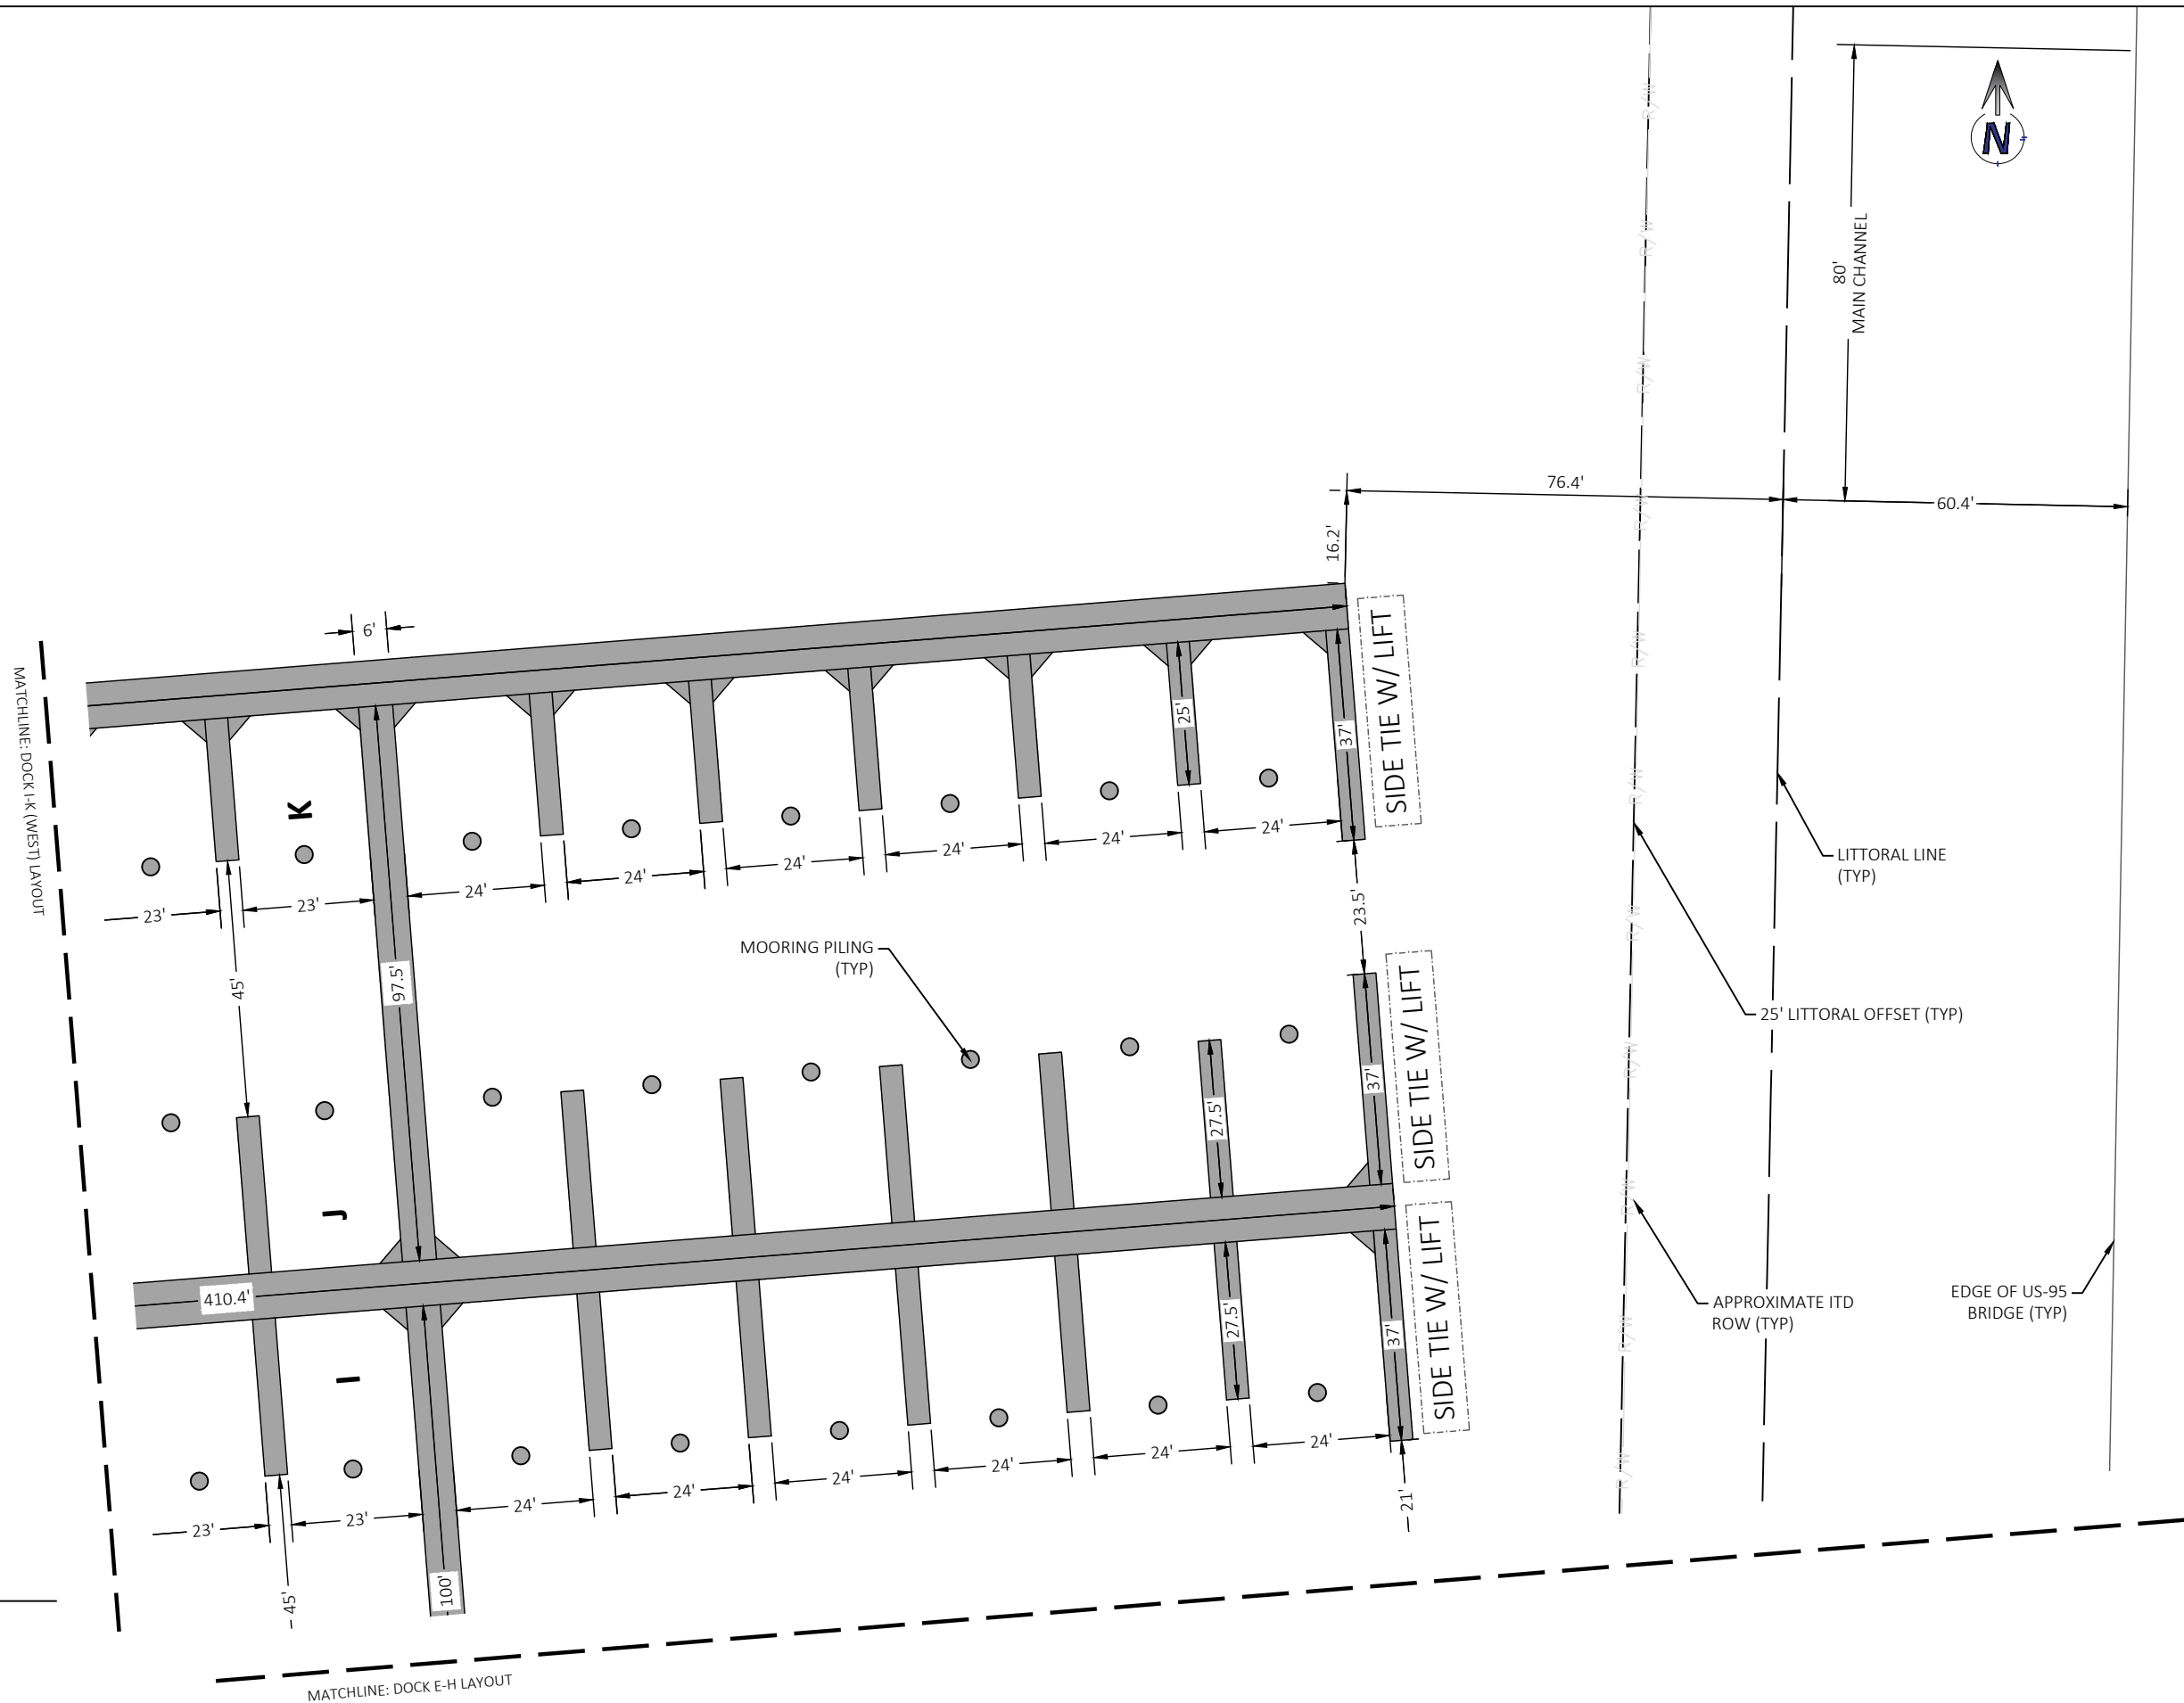 R/W
N
R/W
80'
MAIN CHANNEL
R/W
76.4'
60.4'
R/W
16.2'
6'
SIDE TIE W/ LIFT
R/W
MATCHLINE: DOCK I-K (WEST) LAYOUT
25'
37'
K
R/W
24'
24'
24'
24'
24'
24'
23'
23'
LITTORAL LINE
(TYP)
23.5'
R/W
MOORING PILING
(TYP)
45'
97.5'
25' LITTORAL OFFSET (TYP)
SIDE TIE W/ LIFT
R/W
37'
27.5'
J
R/W
410.4'
APPROXIMATE ITD
ROW (TYP)
EDGE OF US-95
BRIDGE (TYP)
SIDE TIE W/ LIFT
27.5'
37'
R/W
I
24'
24'
24'
24'
24'
24'
23'
23'
R/W
21'
45'
100'
MATCHLINE: DOCK E-H LAYOUT